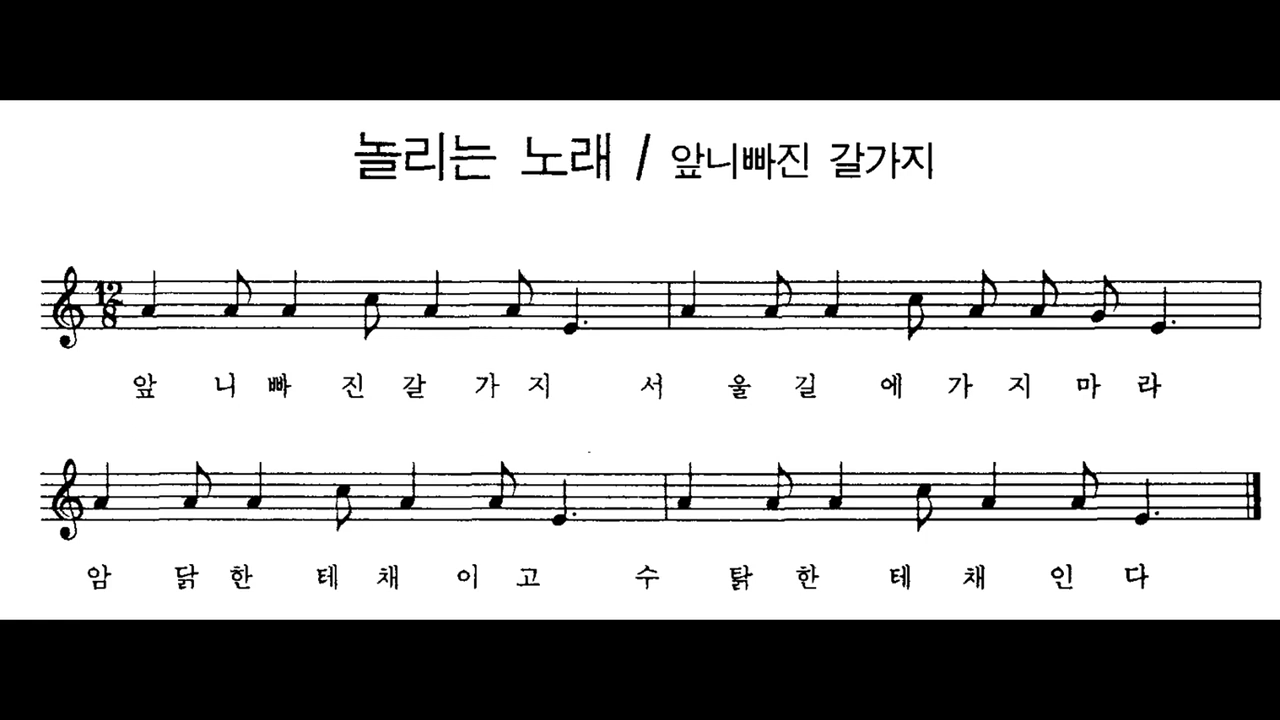 놀리는 노래 / 앞니빠진 갈가지
12
8
앞 니 빠 진 갈 가 지 서 울 길 에 가 지 마 라
암 닭 한 테 채 이 고 수 탉 한 테 채 인 다